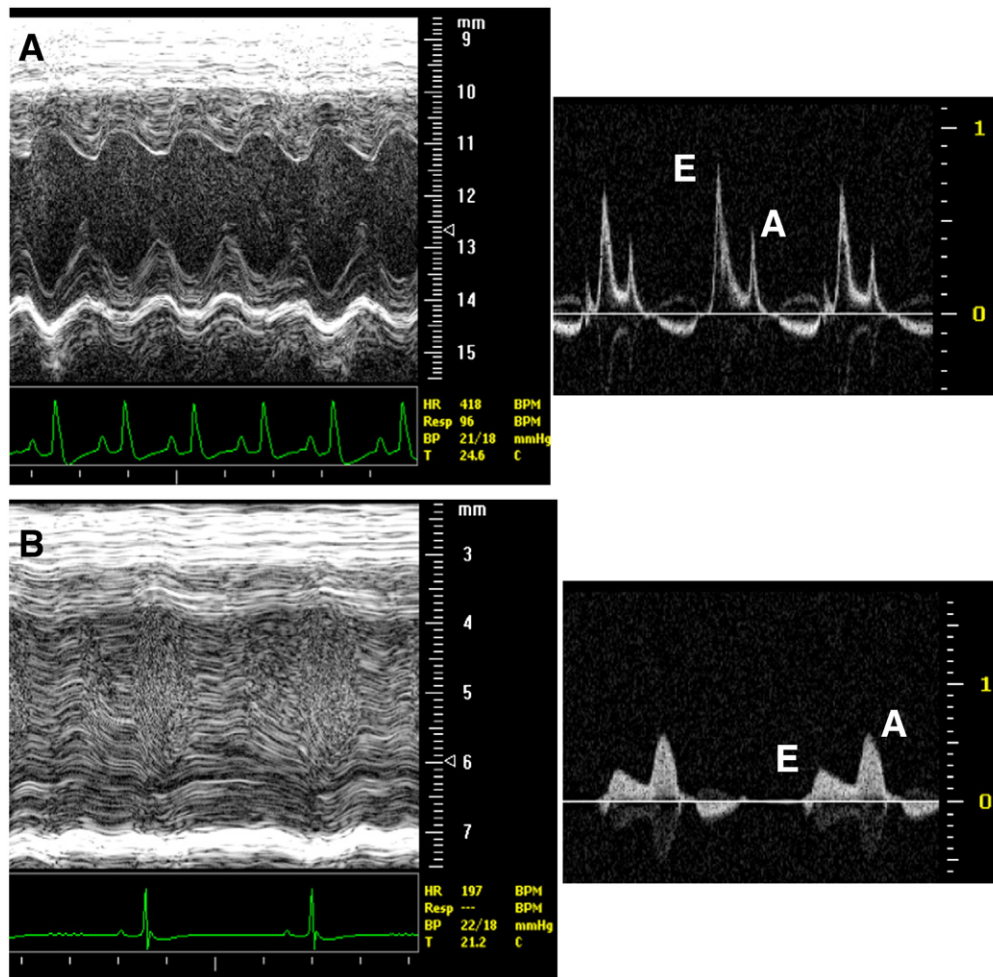 A
mm
9
10
11
12
13
14
15
HR 418 BPM
Resp 96 BPM
BP 21/18 mmHg
T 24.6 C
E
A
1
0
B
mm
3
4
5
6
7
HR 197 BPM
Resp --- BPM
BP 22/18 mmHg
T 21.2 C
E
A
1
0